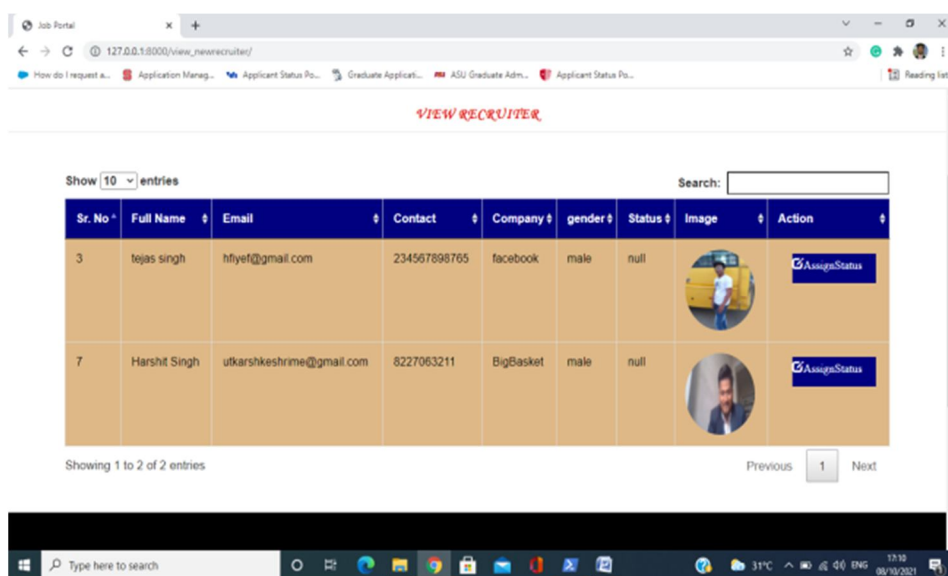 Job Portal
127.0.0.1:8000/view_newrecruiter/
How do I request a... Application Manag... Applicant Status Po... Graduate Applicati... ASU Graduate Adm... Applicant Status Po... Reading list
VIEW RECRUITER
Show 10 entries Search:
Sr. No Full Name Email Contact Company gender Status Image Action
3 tejas singh hfiyef@gmail.com 234567898765 facebook male null AssignStatus
7 Harshit Singh utkarshkeshrime@gmail.com 8227063211 BigBasket male null AssignStatus
Showing 1 to 2 of 2 entries Previous 1 Next
Type here to search 31°C ENG 17:10
08/10/2021